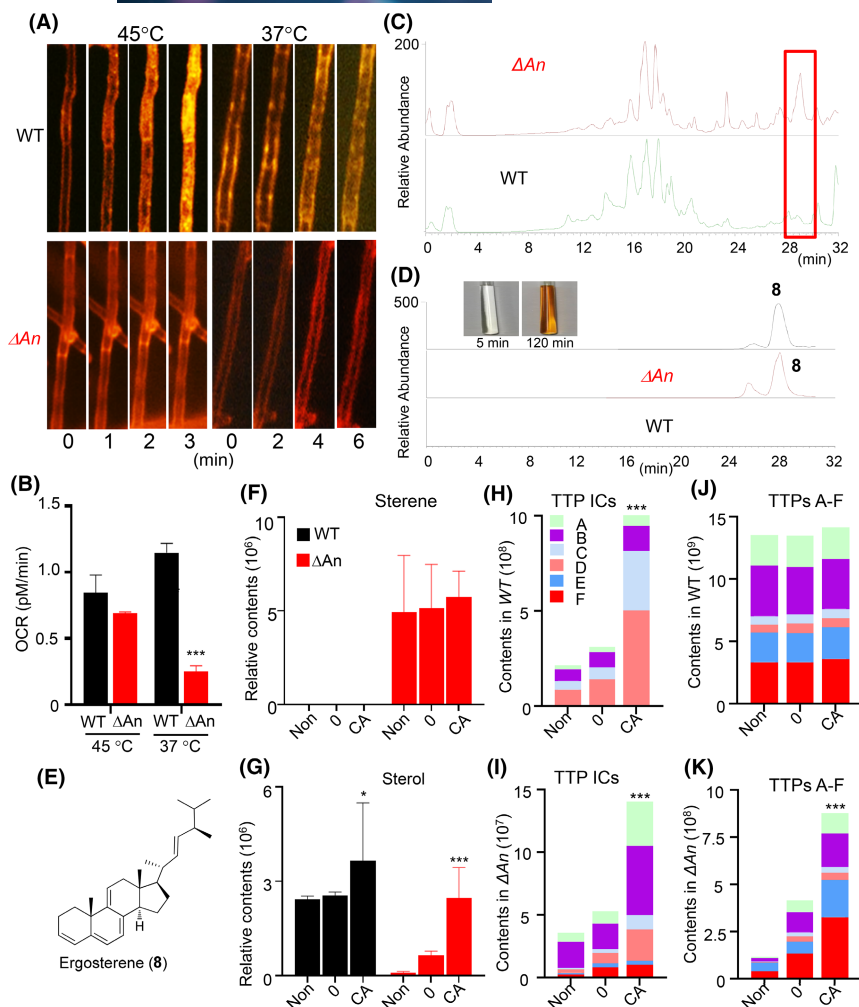 (A)
45°C 37°C
WT
ΔAn
0 1 2 3 0 2 4 6
(min)
(B)
OCR (pM/min)
1.5
1.0
0.5
0
***
WT ΔAn WT ΔAn
45 °C 37 °C
(C)
Relative Abundance
200
ΔAn
WT
0 4 8 12 16 20 24 28 32
(min)
(D)
Relative Abundance
500
5 min 120 min
8
ΔAn
8
WT
0 4 8 12 16 20 24 28 32
(min)
(E)
H
Ergosterene (8)
(F)
Sterene
Relative contents (10⁶)
10
5
0
WT
ΔAn
Non 0 CA Non 0 CA
(G)
Sterol
Relative contents (10⁶)
6
3
0
*
***
Non 0 CA Non 0 CA
(H)
TTP ICs
Contents in WT (10⁸)
10
5
0
***
A
B
C
D
E
F
Non 0 CA
(I)
TTP ICs
Contents in ΔAn (10⁷)
15
10
5
0
***
Non 0 CA
(J)
TTPs A-F
Contents in WT (10⁹)
15
10
5
0
Non 0 CA
(K)
TTPs A-F
Contents in ΔAn (10⁸)
10
7.5
5
2.5
0
***
Non 0 CA